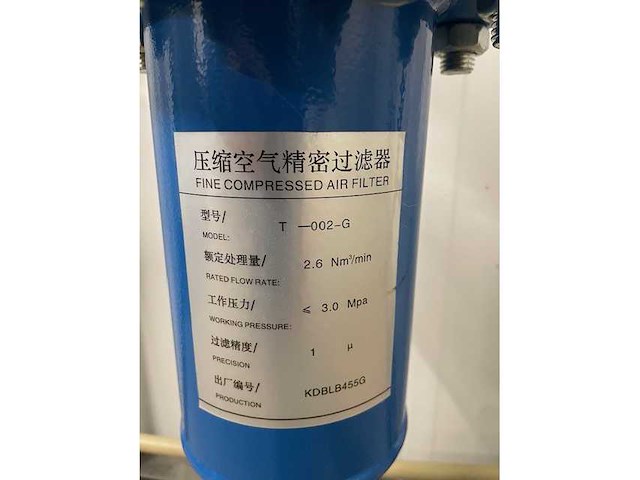 压缩空气精密过滤器
FINE COMPRESSED AIR FILTER
型号/ T —002-G
MODEL:
额定处理量/ 2.6 Nm³/min
RATED FLOW RATE:
工作压力/ ≤ 3.0 Mpa
WORKING PRESSURE:
过滤精度/ 1 μ
PRECISION
出厂编号/ KDBLB455G
PRODUCTION